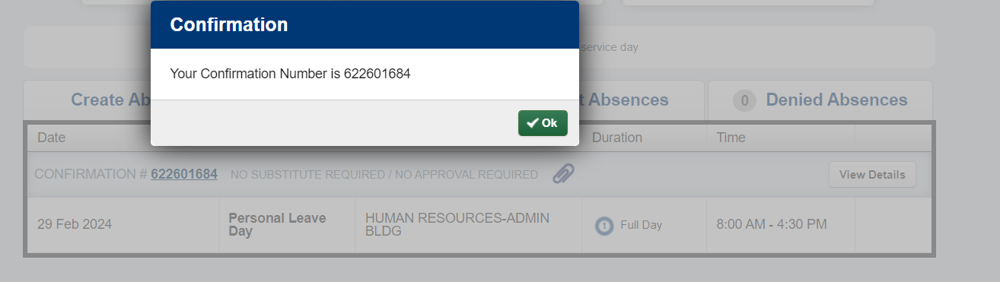 Confirmation
Your Confirmation Number is 622601684
Ok
service day
Create Ab
t Absences
0 Denied Absences
Date Duration Time
CONFIRMATION # 622601684 NO SUBSTITUTE REQUIRED / NO APPROVAL REQUIRED View Details
29 Feb 2024 Personal Leave Day HUMAN RESOURCES-ADMIN BLDG 1 Full Day 8:00 AM - 4:30 PM